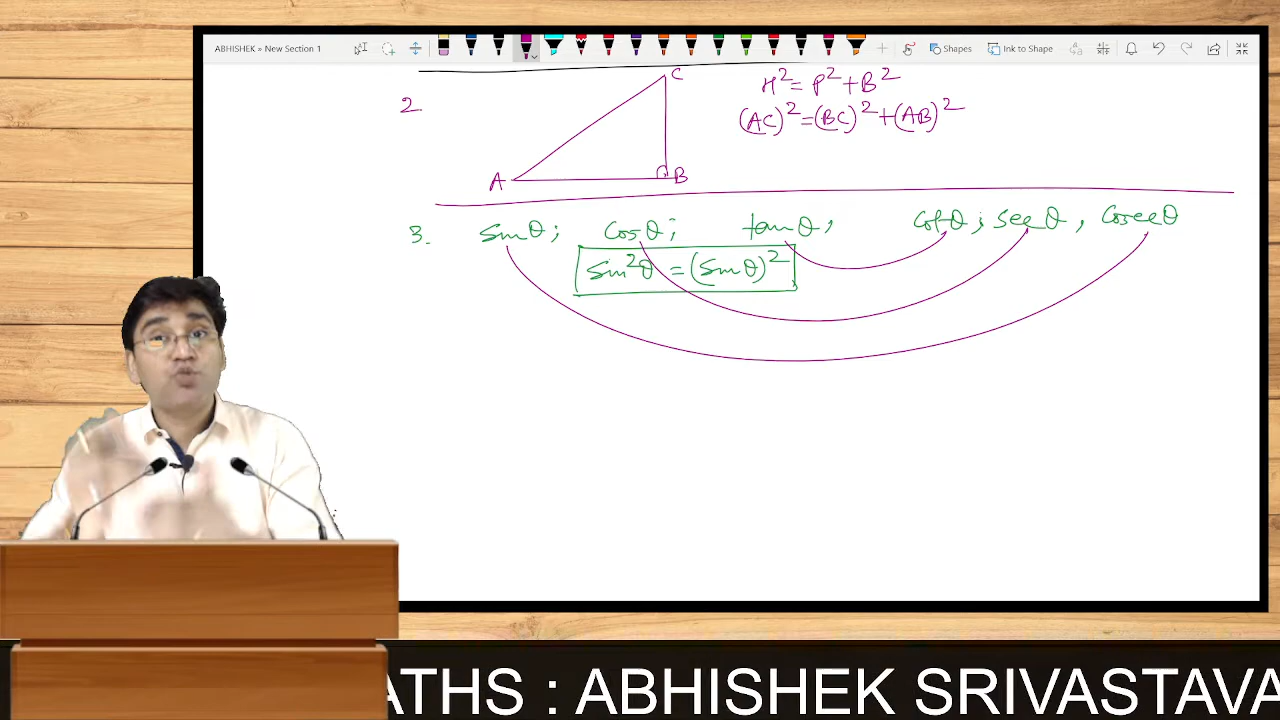 ABHISHEK » New Section 1
Shapes
Ink to Shape
C
H²= P²+B²
2
(AC)²=(BC)²+(AB)²
A
B
3. sinθ; cosθ; tanθ; cotθ; secθ, cosecθ
sin²θ = (sinθ)²
ATHS : ABHISHEK SRIVASTAVA